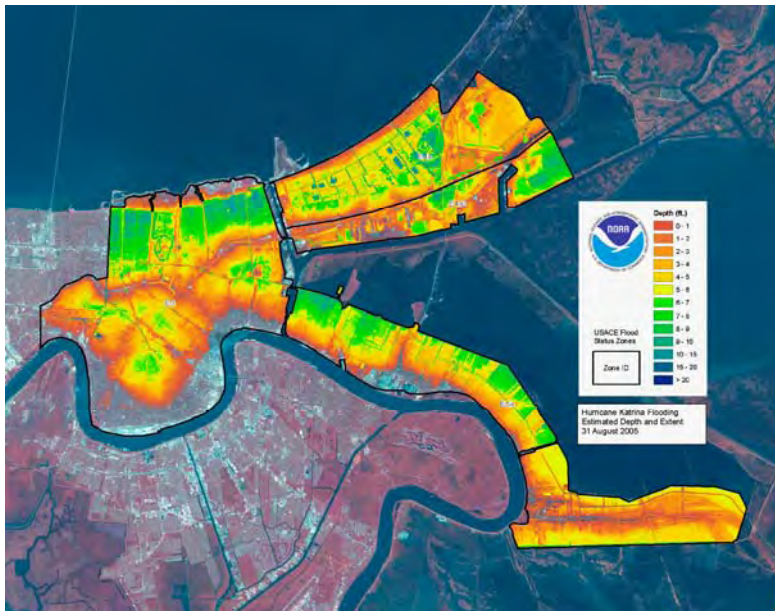 Depth (ft.)
NOAA
0 - 1
1 - 2
2 - 3
3 - 4
4 - 5
5 - 6
6 - 7
7 - 8
8 - 9
9 - 10
10 - 15
15 - 20
> 20
USACE Flood
Status Zones
Zone ID
Hurricane Katrina Flooding
Estimated Depth and Extent
31 August 2005